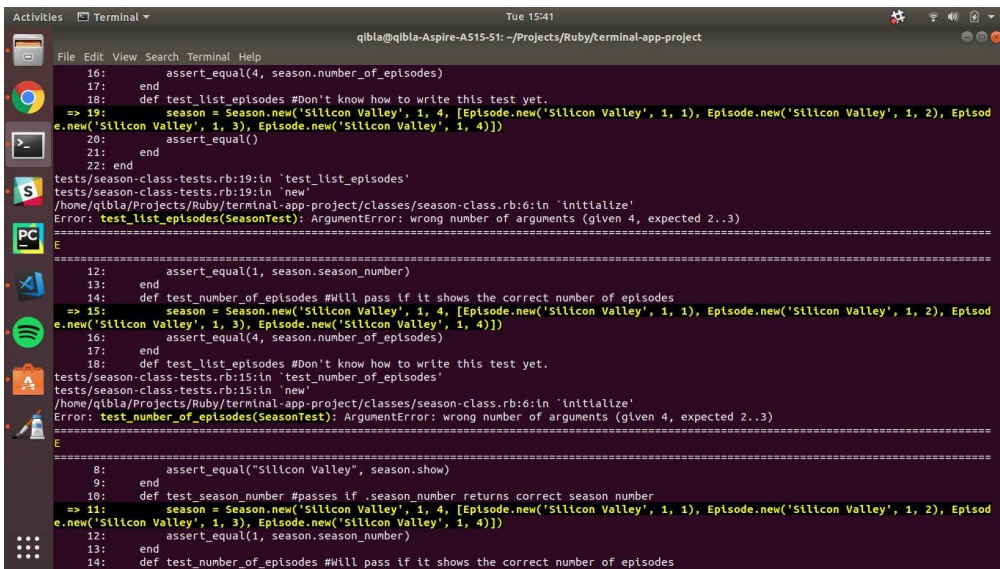 Activities Terminal Tue 15:41
qibla@qibla-Aspire-A515-51: ~/Projects/Ruby/terminal-app-project
File Edit View Search Terminal Help
16: assert_equal(4, season.number_of_episodes)
17: end
18: def test_list_episodes #Don't know how to write this test yet.
=> 19: season = Season.new('Silicon Valley', 1, 4, [Episode.new('Silicon Valley', 1, 1), Episode.new('Silicon Valley', 1, 2), Episod
e.new('Silicon Valley', 1, 3), Episode.new('Silicon Valley', 1, 4)])
20: assert_equal()
21: end
22: end
tests/season-class-tests.rb:19:in `test_list_episodes'
tests/season-class-tests.rb:19:in `new'
/home/qibla/Projects/Ruby/terminal-app-project/classes/season-class.rb:6:in `initialize'
Error: test_list_episodes(SeasonTest): ArgumentError: wrong number of arguments (given 4, expected 2..3)
================================================================================
E
================================================================================
12: assert_equal(1, season.season_number)
13: end
14: def test_number_of_episodes #Will pass if it shows the correct number of episodes
=> 15: season = Season.new('Silicon Valley', 1, 4, [Episode.new('Silicon Valley', 1, 1), Episode.new('Silicon Valley', 1, 2), Episod
e.new('Silicon Valley', 1, 3), Episode.new('Silicon Valley', 1, 4)])
16: assert_equal(4, season.number_of_episodes)
17: end
18: def test_list_episodes #Don't know how to write this test yet.
tests/season-class-tests.rb:15:in `test_number_of_episodes'
tests/season-class-tests.rb:15:in `new'
/home/qibla/Projects/Ruby/terminal-app-project/classes/season-class.rb:6:in `initialize'
Error: test_number_of_episodes(SeasonTest): ArgumentError: wrong number of arguments (given 4, expected 2..3)
================================================================================
E
================================================================================
8: assert_equal("Silicon Valley", season.show)
9: end
10: def test_season_number #passes if .season_number returns correct season number
=> 11: season = Season.new('Silicon Valley', 1, 4, [Episode.new('Silicon Valley', 1, 1), Episode.new('Silicon Valley', 1, 2), Episod
e.new('Silicon Valley', 1, 3), Episode.new('Silicon Valley', 1, 4)])
12: assert_equal(1, season.season_number)
13: end
14: def test_number_of_episodes #Will pass if it shows the correct number of episodes
>_
S
PC
A